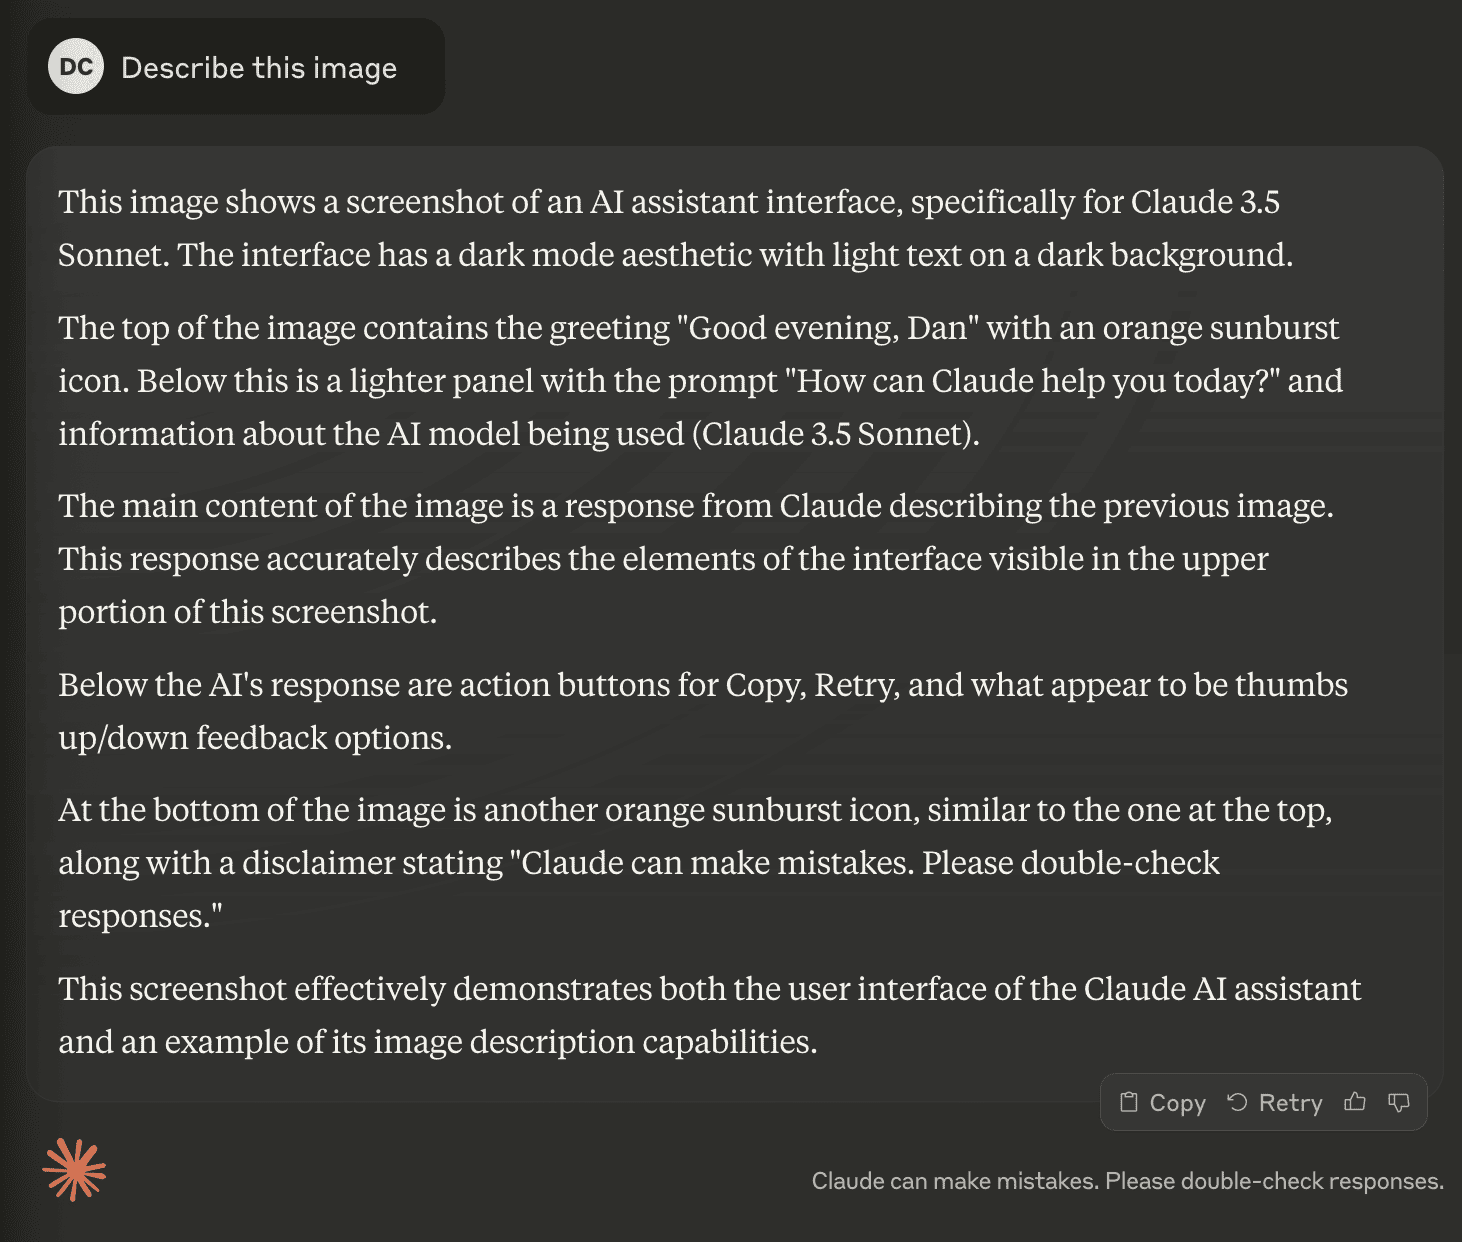 DC Describe this image
This image shows a screenshot of an AI assistant interface, specifically for Claude 3.5
Sonnet. The interface has a dark mode aesthetic with light text on a dark background.
The top of the image contains the greeting "Good evening, Dan" with an orange sunburst
icon. Below this is a lighter panel with the prompt "How can Claude help you today?" and
information about the AI model being used (Claude 3.5 Sonnet).
The main content of the image is a response from Claude describing the previous image.
This response accurately describes the elements of the interface visible in the upper
portion of this screenshot.
Below the AI's response are action buttons for Copy, Retry, and what appear to be thumbs
up/down feedback options.
At the bottom of the image is another orange sunburst icon, similar to the one at the top,
along with a disclaimer stating "Claude can make mistakes. Please double-check
responses."
This screenshot effectively demonstrates both the user interface of the Claude AI assistant
and an example of its image description capabilities.
Copy Retry
Claude can make mistakes. Please double-check responses.